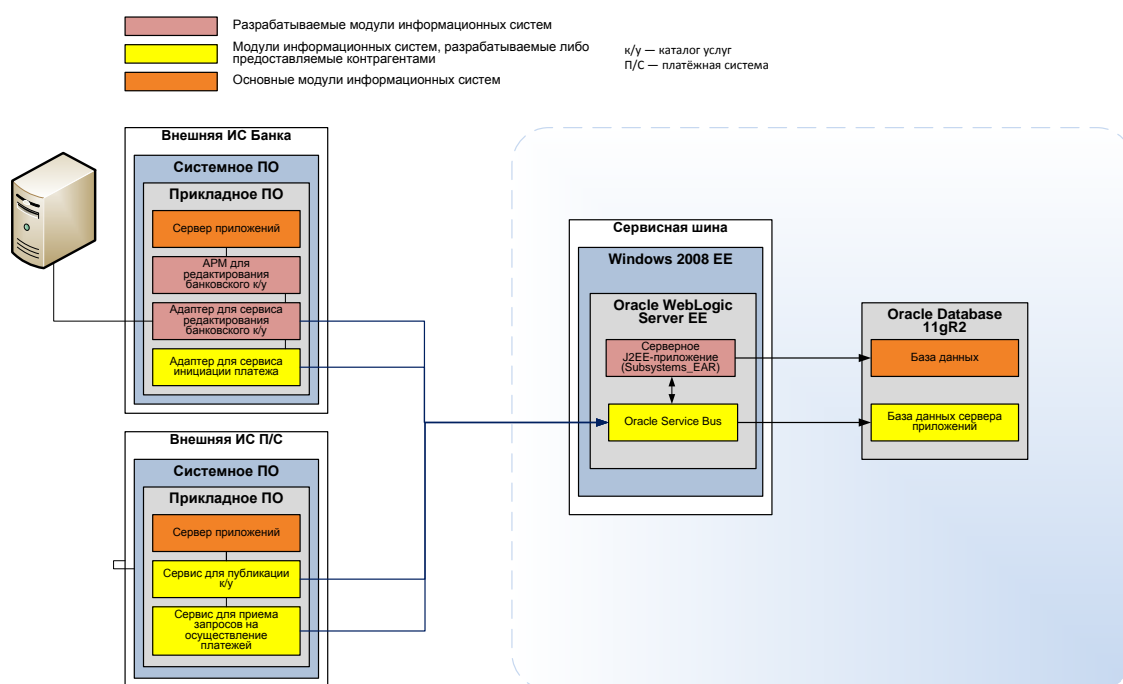 Разрабатываемые модули информационных систем
Модули информационных систем, разрабатываемые либо
предоставляемые контрагентами
Основные модули информационных систем
к/у — каталог услуг
П/С — платёжная система
Внешняя ИС Банка
Системное ПО
Прикладное ПО
Сервер приложений
АРМ для
редактирования
банковского к/у
Адаптер для сервиса
редактирования
банковского к/у
Адаптер для сервиса
инициации платежа
Внешняя ИС П/С
Системное ПО
Прикладное ПО
Сервер приложений
Сервис для публикации
к/у
Сервис для приема
запросов на
осуществление
платежей
Сервисная шина
Windows 2008 EE
Oracle WebLogic
Server EE
Серверное
J2EE-приложение
(Subsystems_EAR)
Oracle Service Bus
Oracle Database
11gR2
База данных
База данных сервера
приложений